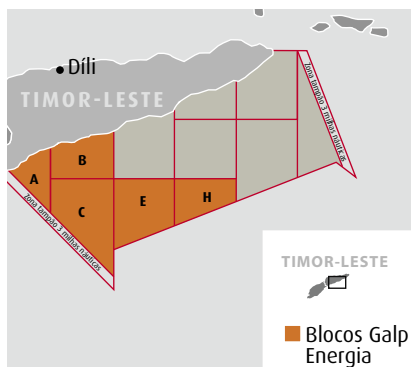 Díli
TIMOR-LESTE
zona tampão 3 milhas náuticas
B
A
C
E
H
zona tampão 3 milhas náuticas
TIMOR-LESTE
Blocos Galp
Energia